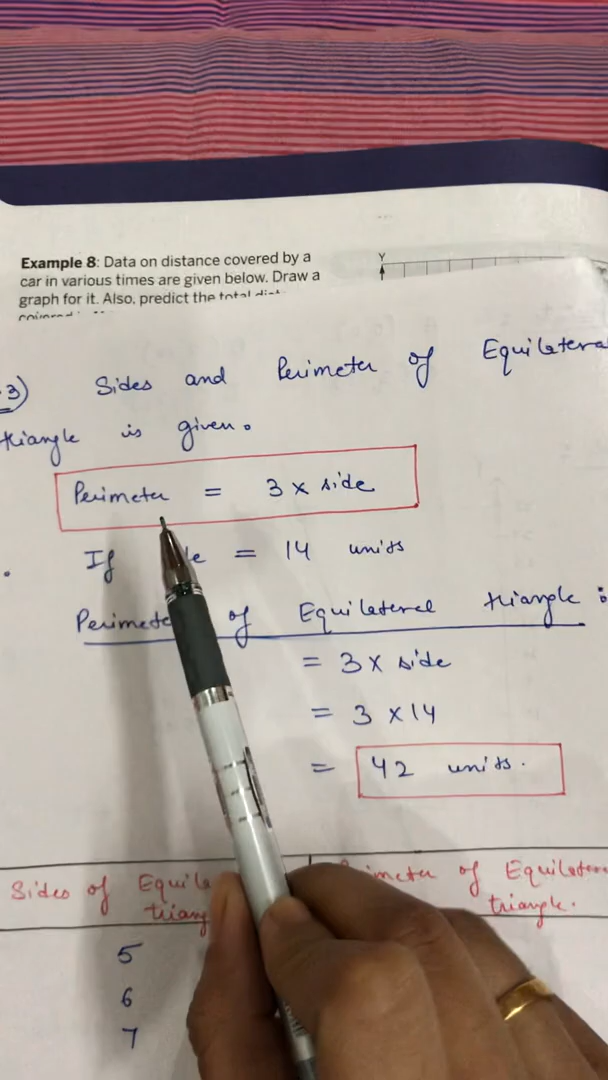 Example 8: Data on distance covered by a
car in various times are given below. Draw a
graph for it. Also, predict the total
Y
3) Sides and Perimeter of Equilateral
triangle is given.
Perimeter = 3 x side
If = 14 units
Perimeter of Equilateral triangle :
= 3 x side
= 3 x 14
= 42 units.
Sides of Perimeter of Equilateral
triangle.
5
6
7